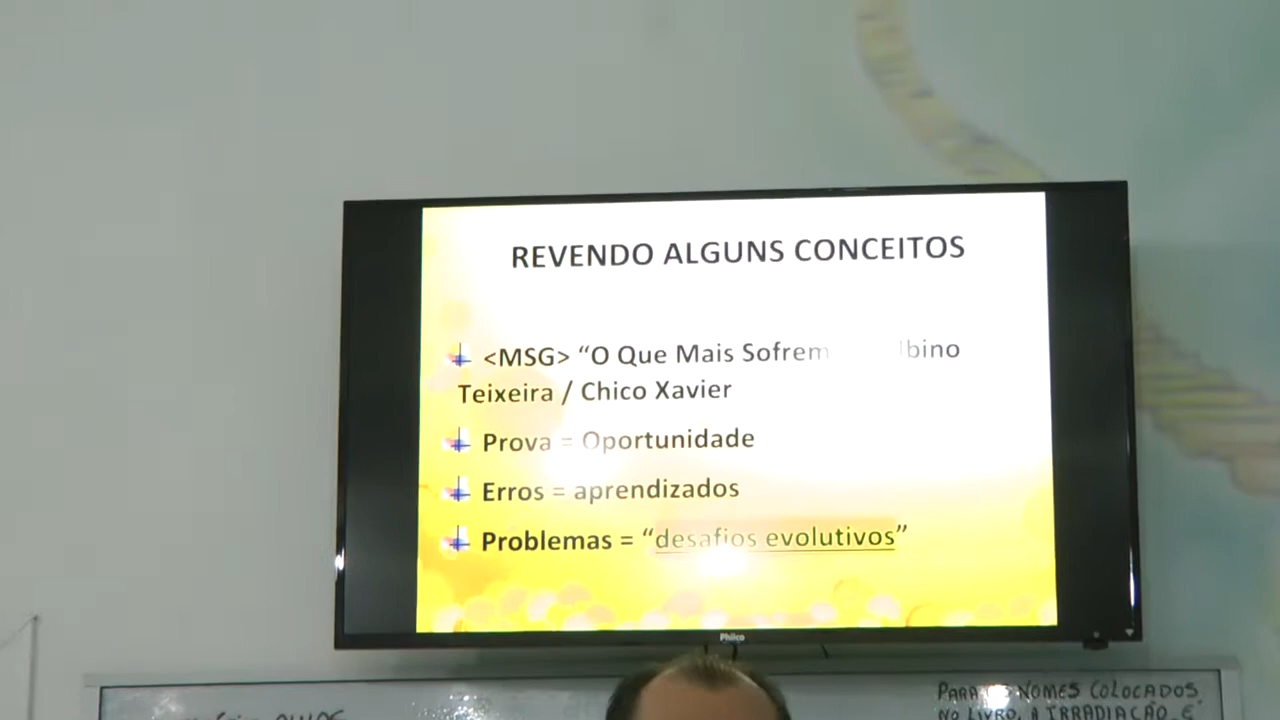 REVENDO ALGUNS CONCEITOS
<MSG> “O Que Mais Sofrem
Teixeira / Chico Xavier
Prova = Oportunidade
Erros = aprendizados
Problemas = “desafios evolutivos”
Philco
PARA NOMES COLOCADOS
NO LIVRO, A IRRADIAÇÃO É